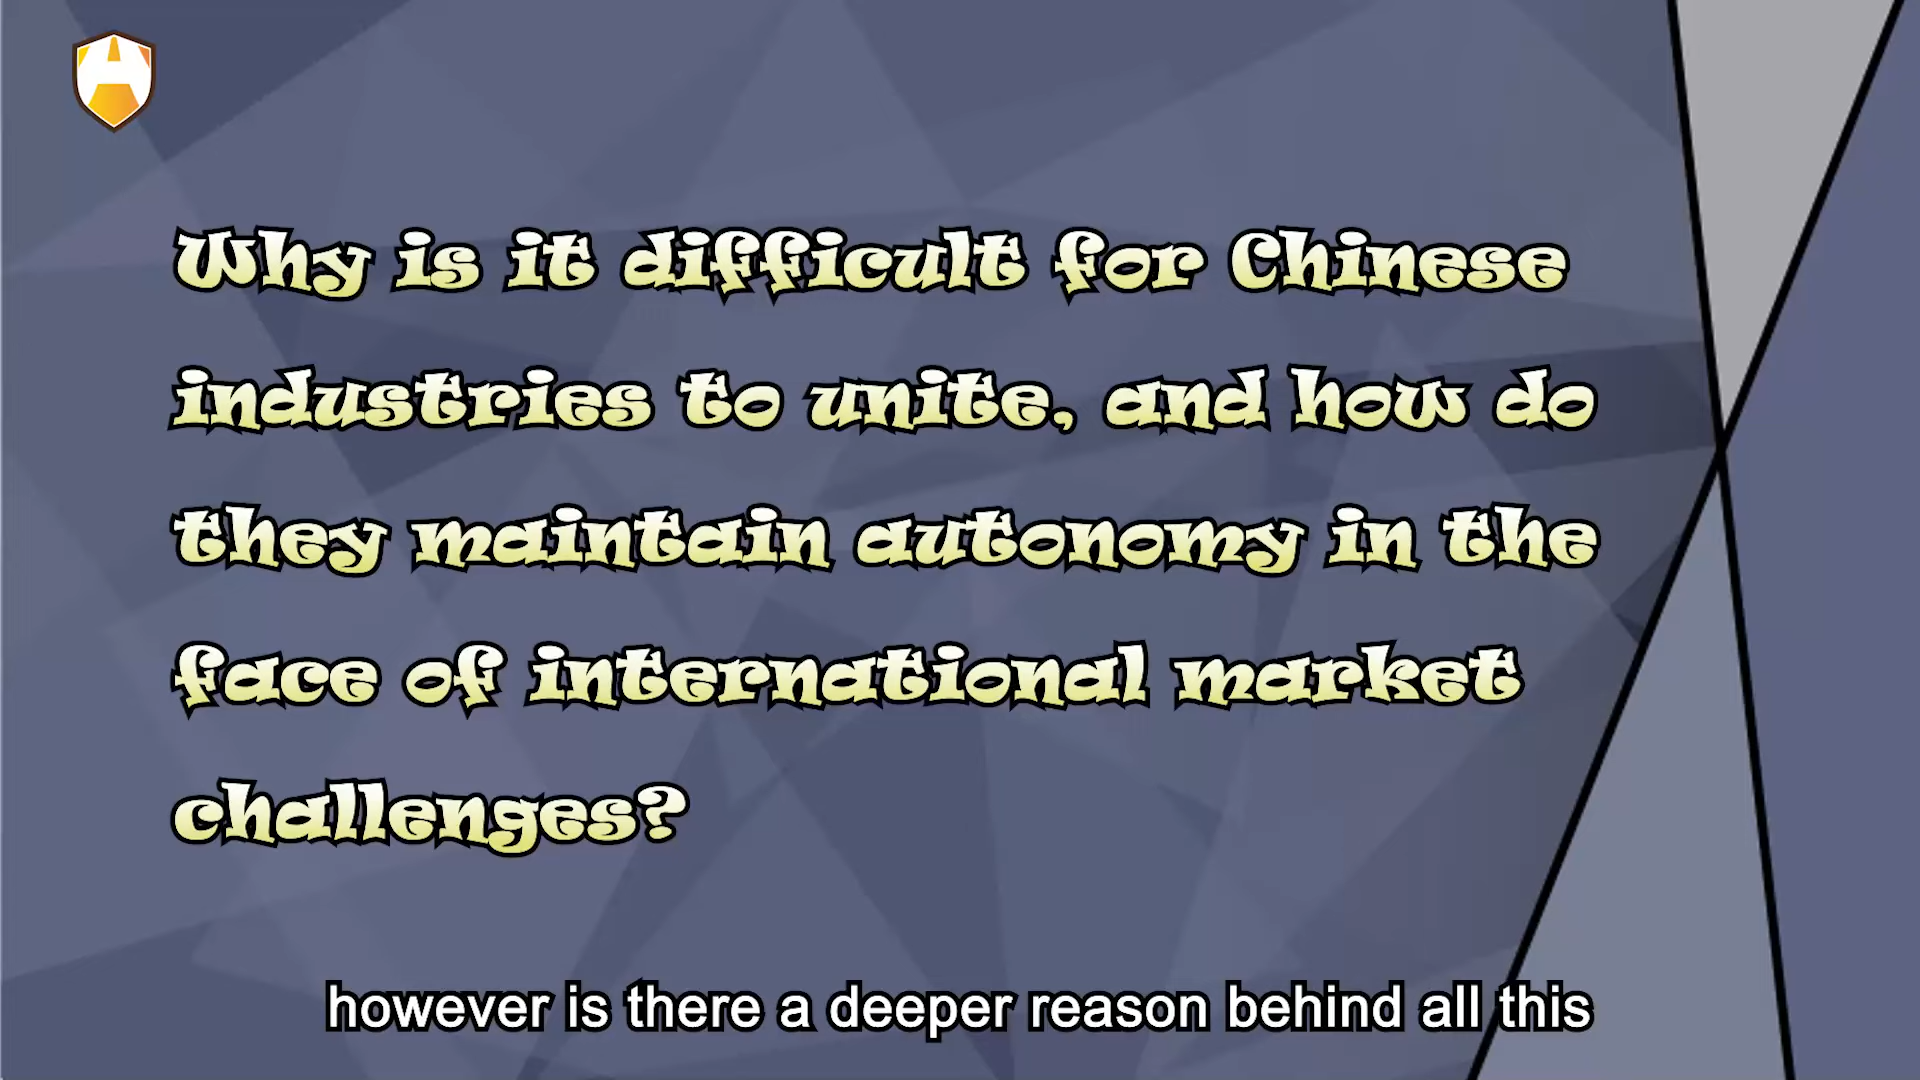 Why is it difficult for Chinese
industries to unite, and how do
they maintain autonomy in the
face of international market
challenges?
however is there a deeper reason behind all this